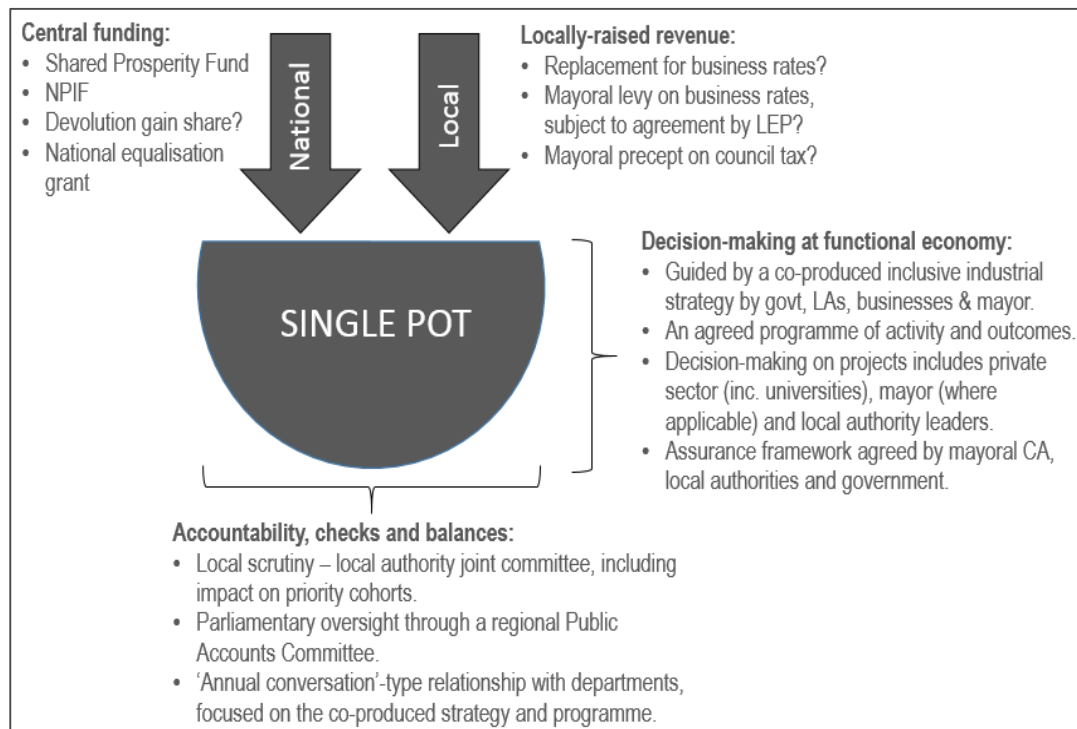 Central funding:
• Shared Prosperity Fund
• NPIF
• Devolution gain share?
• National equalisation
grant
National
Local
Locally-raised revenue:
• Replacement for business rates?
• Mayoral levy on business rates,
subject to agreement by LEP?
• Mayoral precept on council tax?
SINGLE POT
Decision-making at functional economy:
• Guided by a co-produced inclusive industrial
strategy by govt, LAs, businesses & mayor.
• An agreed programme of activity and outcomes.
• Decision-making on projects includes private
sector (inc. universities), mayor (where
applicable) and local authority leaders.
• Assurance framework agreed by mayoral CA,
local authorities and government.
Accountability, checks and balances:
• Local scrutiny – local authority joint committee, including
impact on priority cohorts.
• Parliamentary oversight through a regional Public
Accounts Committee.
• ‘Annual conversation’-type relationship with departments,
focused on the co-produced strategy and programme.